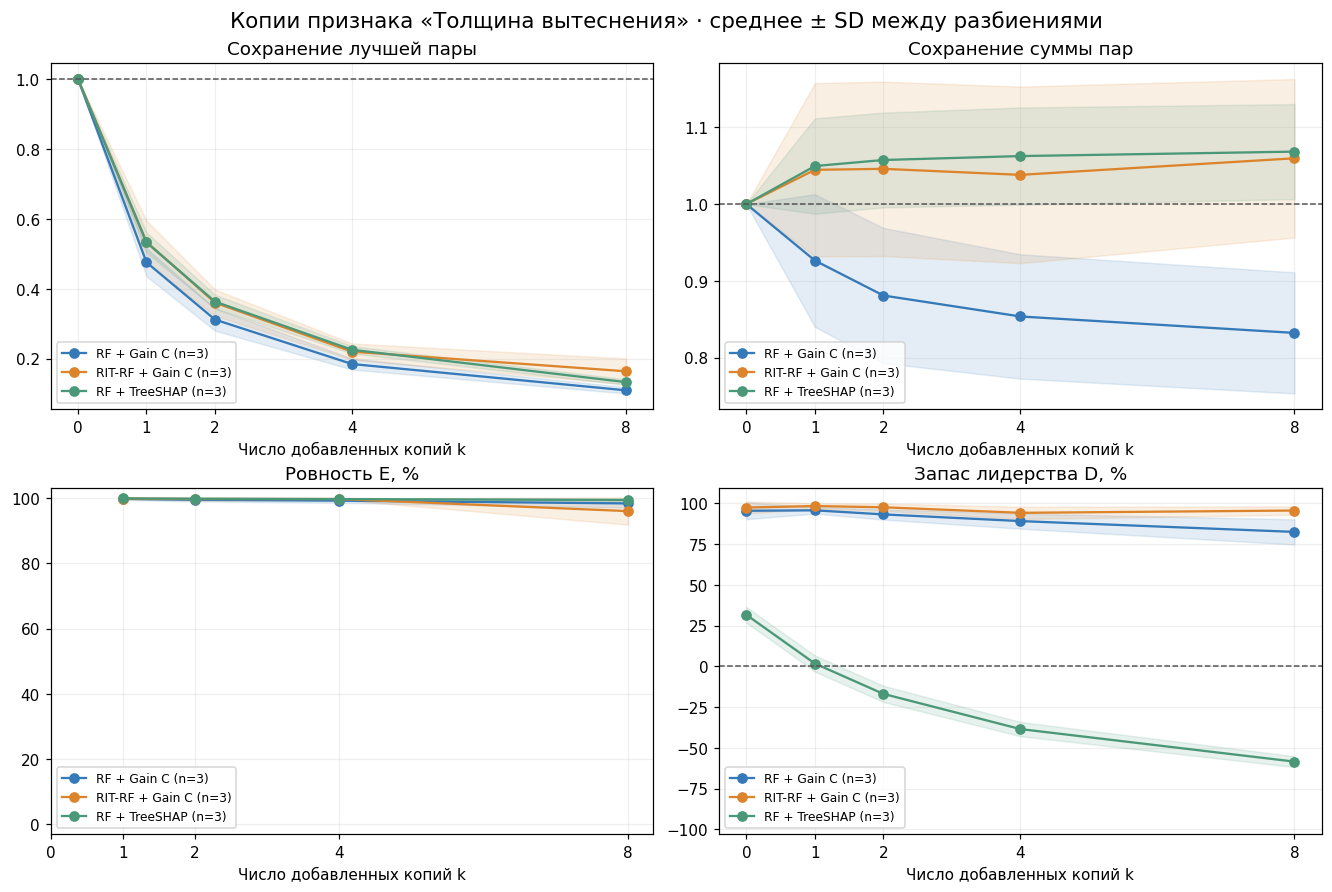 Копии признака «Толщина вытеснения» · среднее ± SD между разбиениями
Сохранение лучшей пары
1.0
0.8
0.6
0.4
0.2
RF + Gain C (n=3)
RIT-RF + Gain C (n=3)
RF + TreeSHAP (n=3)
0 1 2 4 8
Число добавленных копий k
Сохранение суммы пар
1.1
1.0
0.9
0.8
RF + Gain C (n=3)
RIT-RF + Gain C (n=3)
RF + TreeSHAP (n=3)
0 1 2 4 8
Число добавленных копий k
Ровность E, %
100
80
60
40
20
0
RF + Gain C (n=3)
RIT-RF + Gain C (n=3)
RF + TreeSHAP (n=3)
0 1 2 4 8
Число добавленных копий k
Запас лидерства D, %
100
75
50
25
0
−25
−50
−75
−100
RF + Gain C (n=3)
RIT-RF + Gain C (n=3)
RF + TreeSHAP (n=3)
0 1 2 4 8
Число добавленных копий k